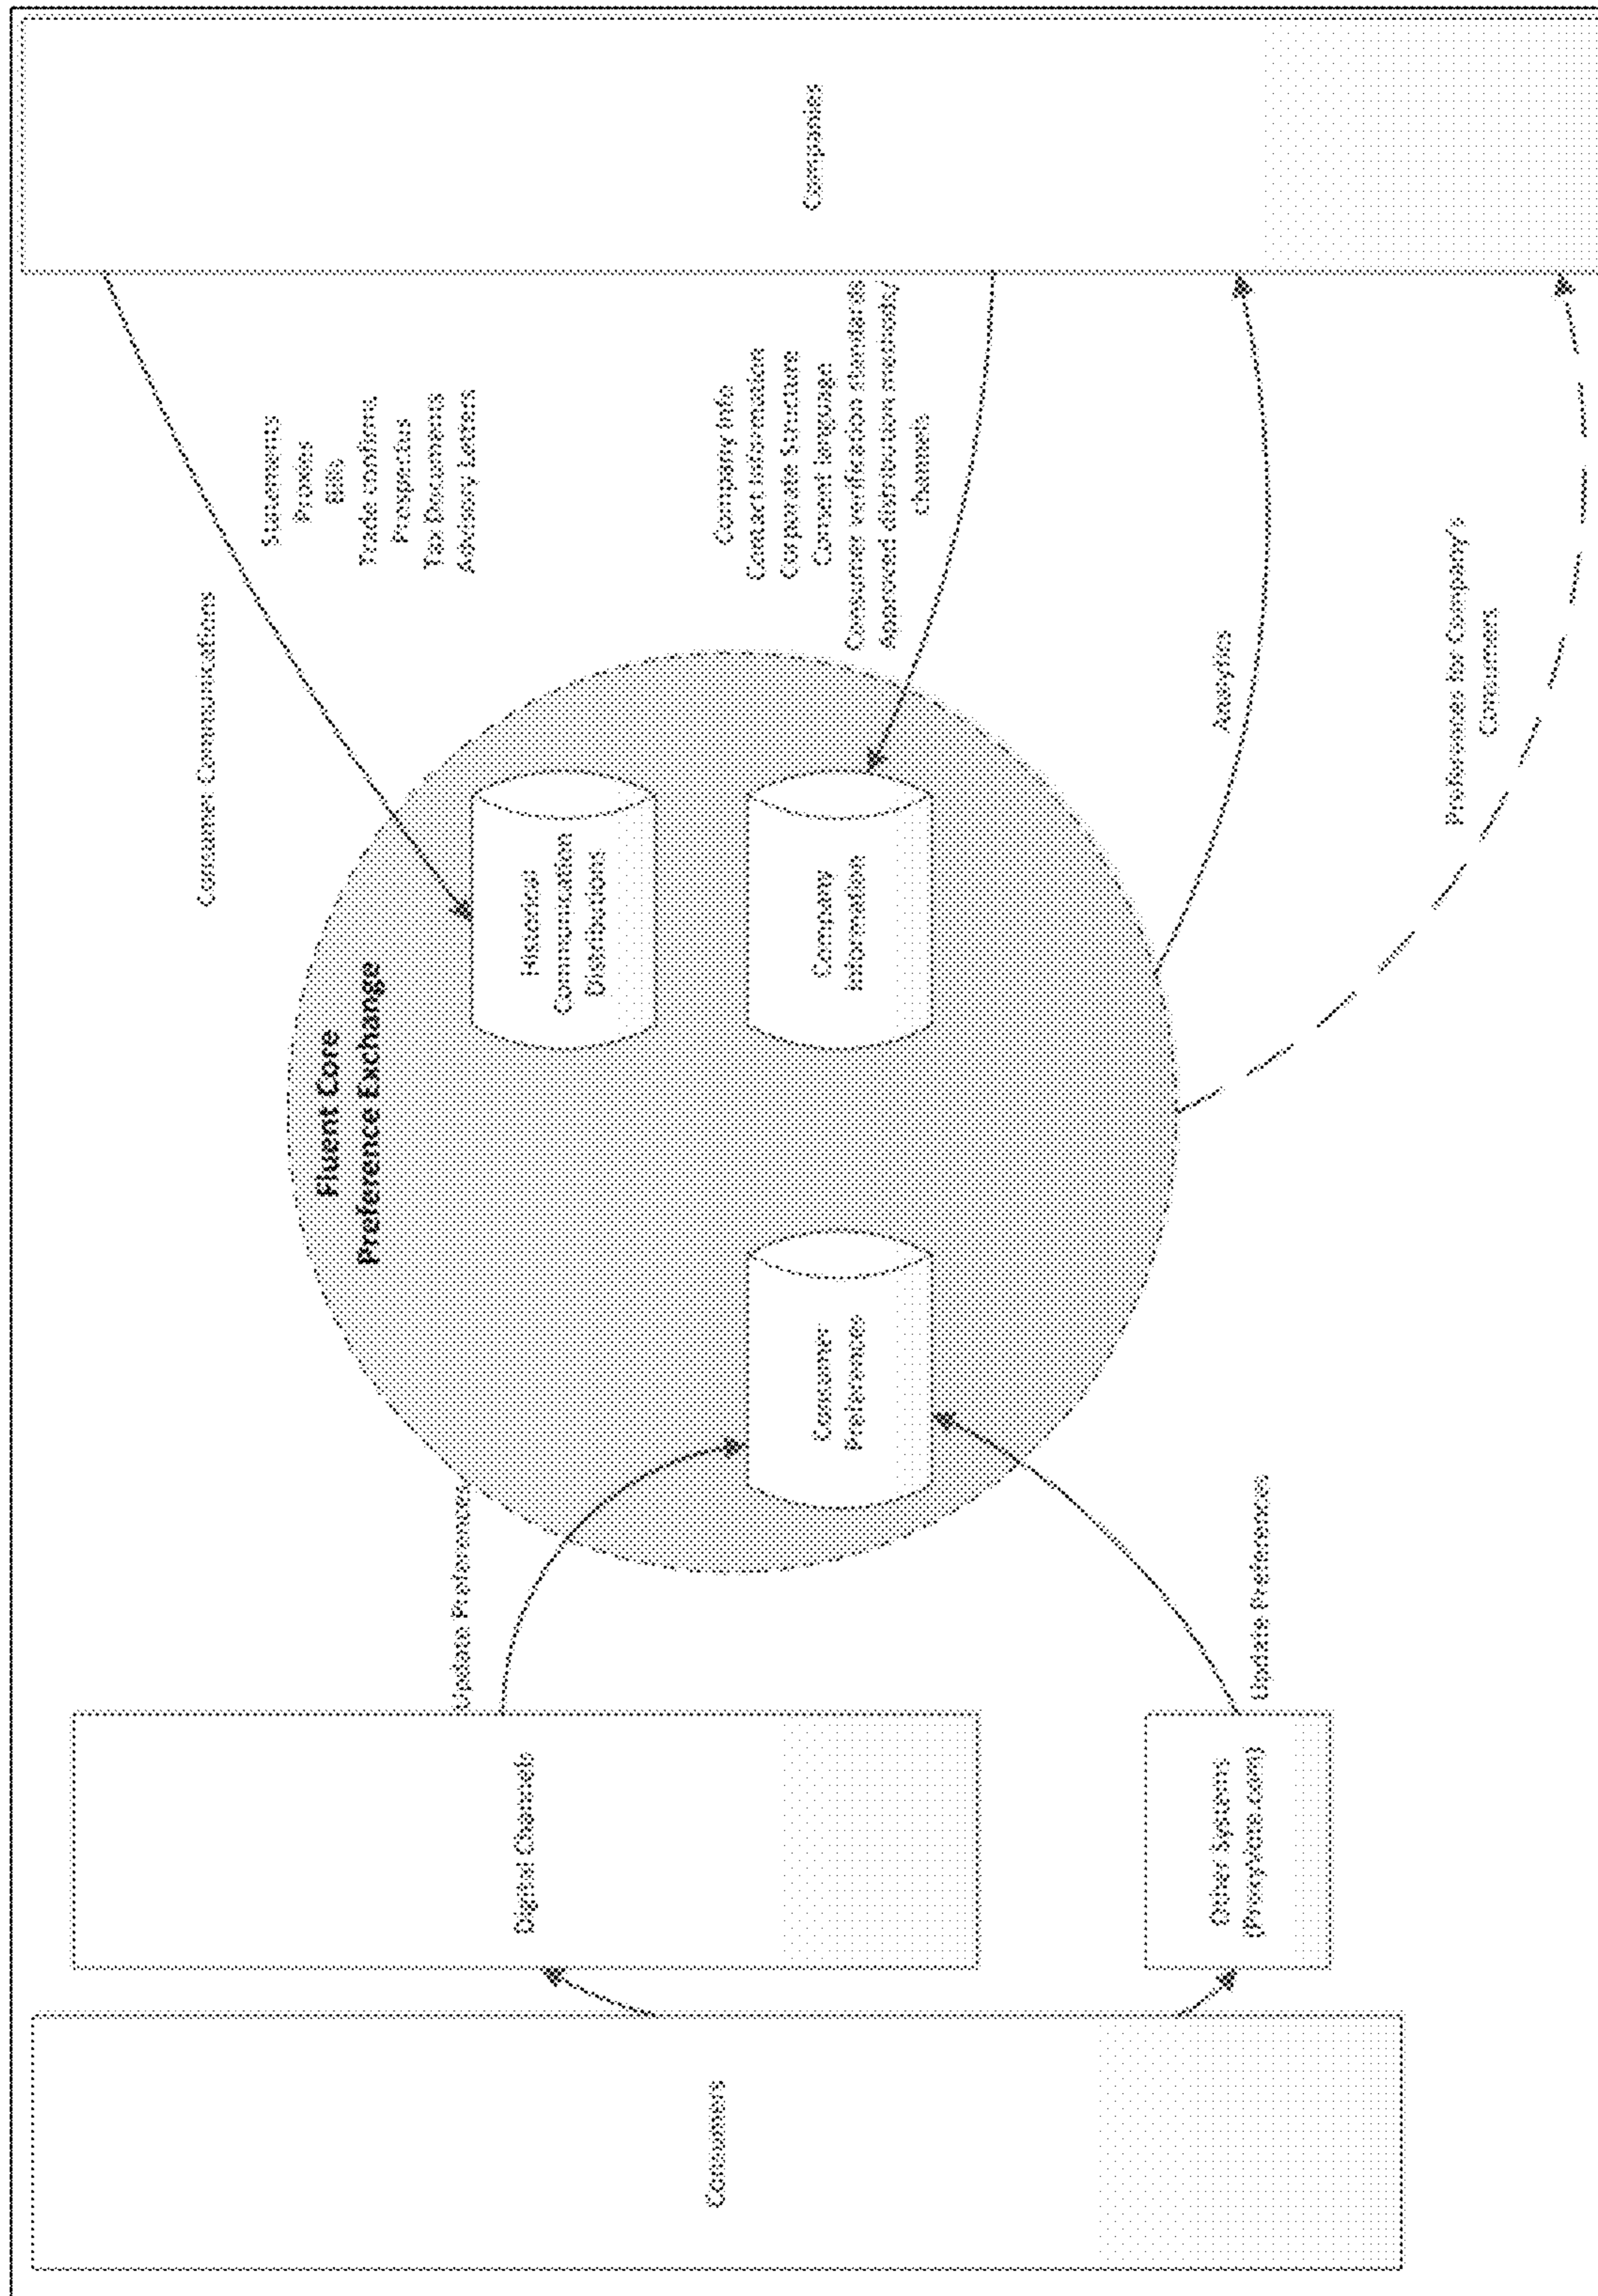 Fluent Core
Preference Exchange
Consumers
Digital Channels
Other Systems
(Proxyvote.com)
Update Preferences
Update Preferences
Consumer
Preferences
Historical
Communication
Distributions
Company
Information
Consumer Communications
Statements
Proxies
Bills
Trade confirms
Prospectus
Tax Documents
Advisory Letters
Company Info
Contact Information
Corporate Structure
Consent language
Consumer verification standards
Approved distribution methods/
channels
Analytics
Preferences for Company's
Consumers
Companies